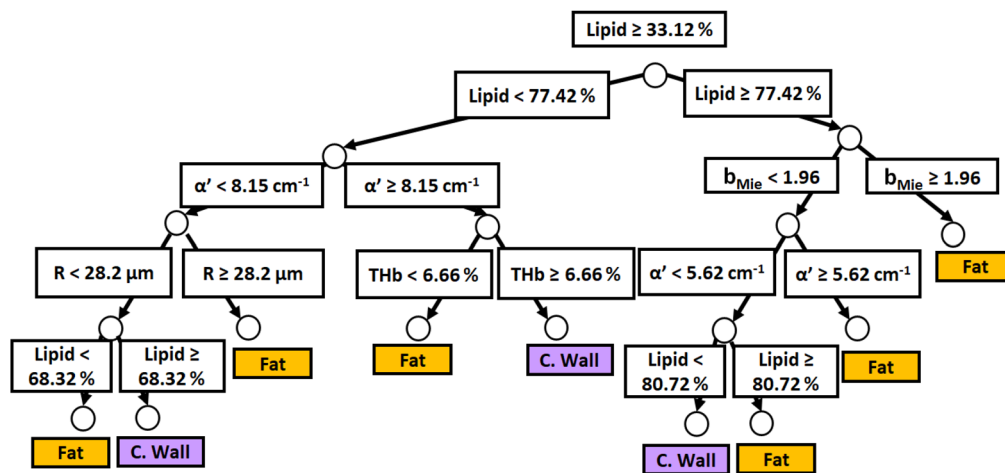 Lipid ≥ 33.12 %
Lipid < 77.42 %
Lipid ≥ 77.42 %
α’ < 8.15 cm⁻¹
α’ ≥ 8.15 cm⁻¹
bMie < 1.96
bMie ≥ 1.96
R < 28.2 µm
R ≥ 28.2 µm
THb < 6.66 %
THb ≥ 6.66 %
α’ < 5.62 cm⁻¹
α’ ≥ 5.62 cm⁻¹
Fat
Lipid <
68.32 %
Lipid ≥
68.32 %
Fat
Fat
C. Wall
Lipid <
80.72 %
Lipid ≥
80.72 %
Fat
Fat
C. Wall
C. Wall
Fat